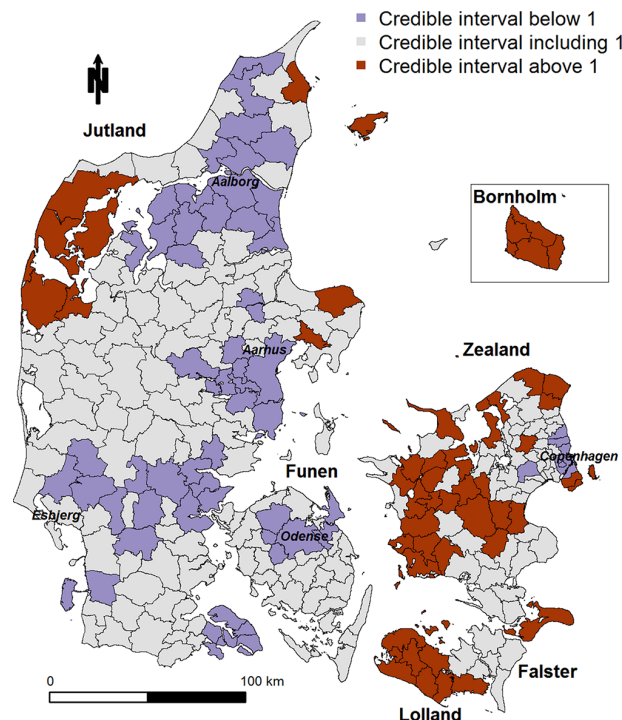 Credible interval below 1
Credible interval including 1
Credible interval above 1
N
Jutland
Aalborg
Bornholm
Aarhus
Zealand
Copenhagen
Funen
Esbjerg
Odense
0 100 km
Falster
Lolland